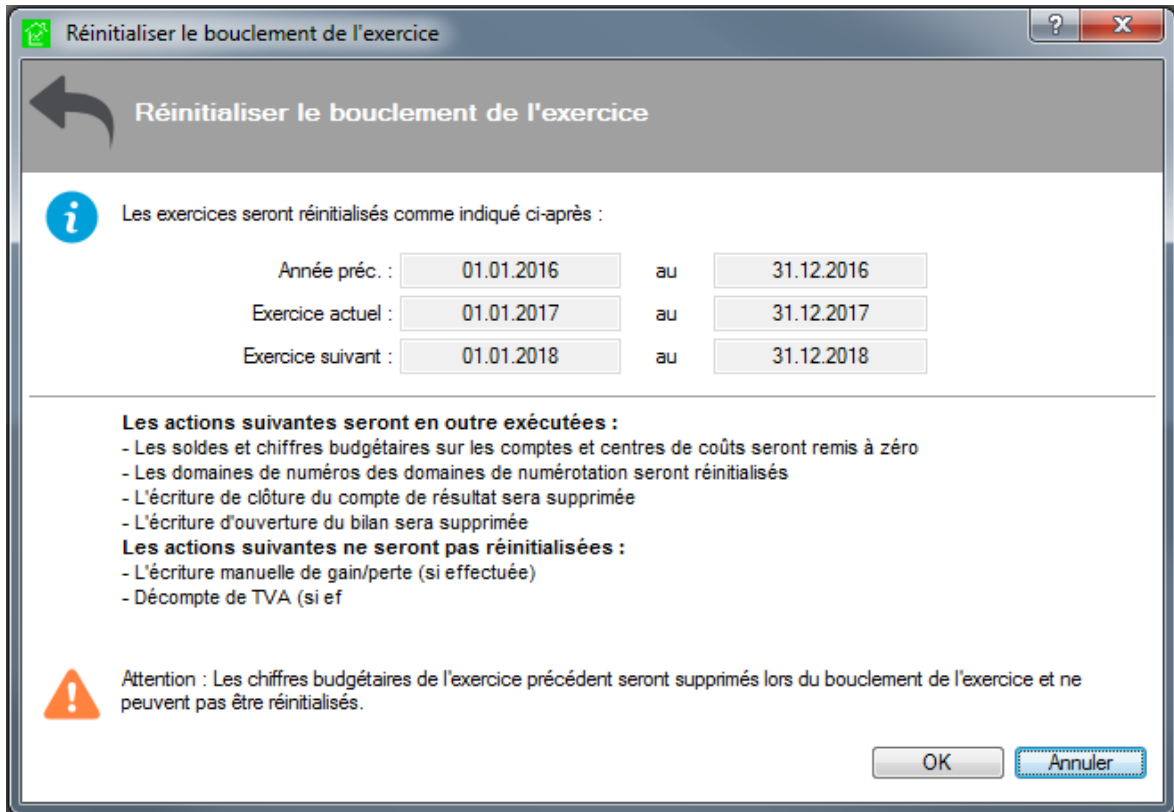 Réinitialiser le bouclement de l'exercice
Réinitialiser le bouclement de l'exercice
Les exercices seront réinitialisés comme indiqué ci-après :
Année préc. : 01.01.2016 au 31.12.2016
Exercice actuel : 01.01.2017 au 31.12.2017
Exercice suivant : 01.01.2018 au 31.12.2018
Les actions suivantes seront en outre exécutées :
- Les soldes et chiffres budgétaires sur les comptes et centres de coûts seront remis à zéro
- Les domaines de numéros des domaines de numérotation seront réinitialisés
- L'écriture de clôture du compte de résultat sera supprimée
- L'écriture d'ouverture du bilan sera supprimée
Les actions suivantes ne seront pas réinitialisées :
- L'écriture manuelle de gain/perte (si effectuée)
- Décompte de TVA (si ef
Attention : Les chiffres budgétaires de l'exercice précédent seront supprimés lors du bouclement de l'exercice et ne
peuvent pas être réinitialisés.
OK Annuler